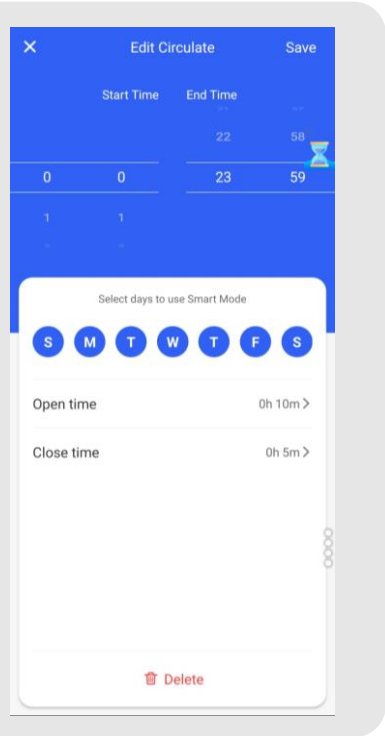 Edit Circulate Save
Start Time End Time
22 58
0 0 23 59
1 1
Select days to use Smart Mode
S M T W T F S
Open time 0h 10m
Close time 0h 5m
Delete